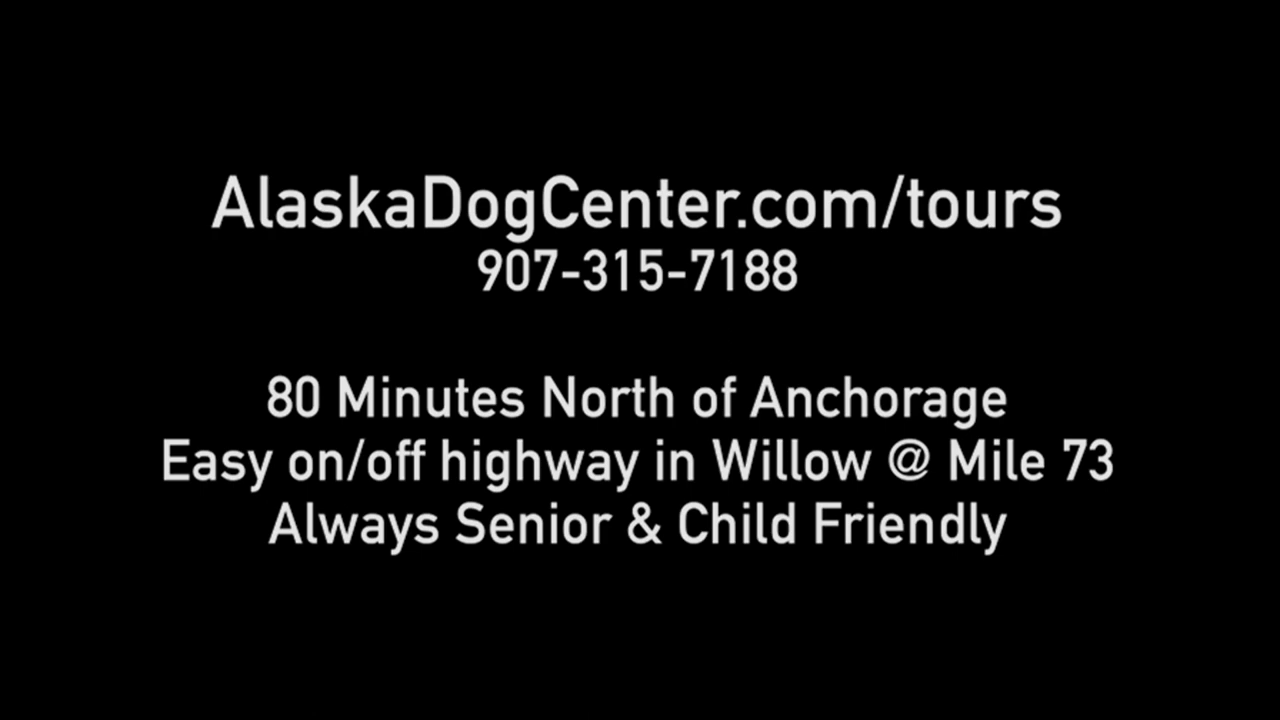 AlaskaDogCenter.com/tours
907-315-7188
80 Minutes North of Anchorage
Easy on/off highway in Willow @ Mile 73
Always Senior & Child Friendly